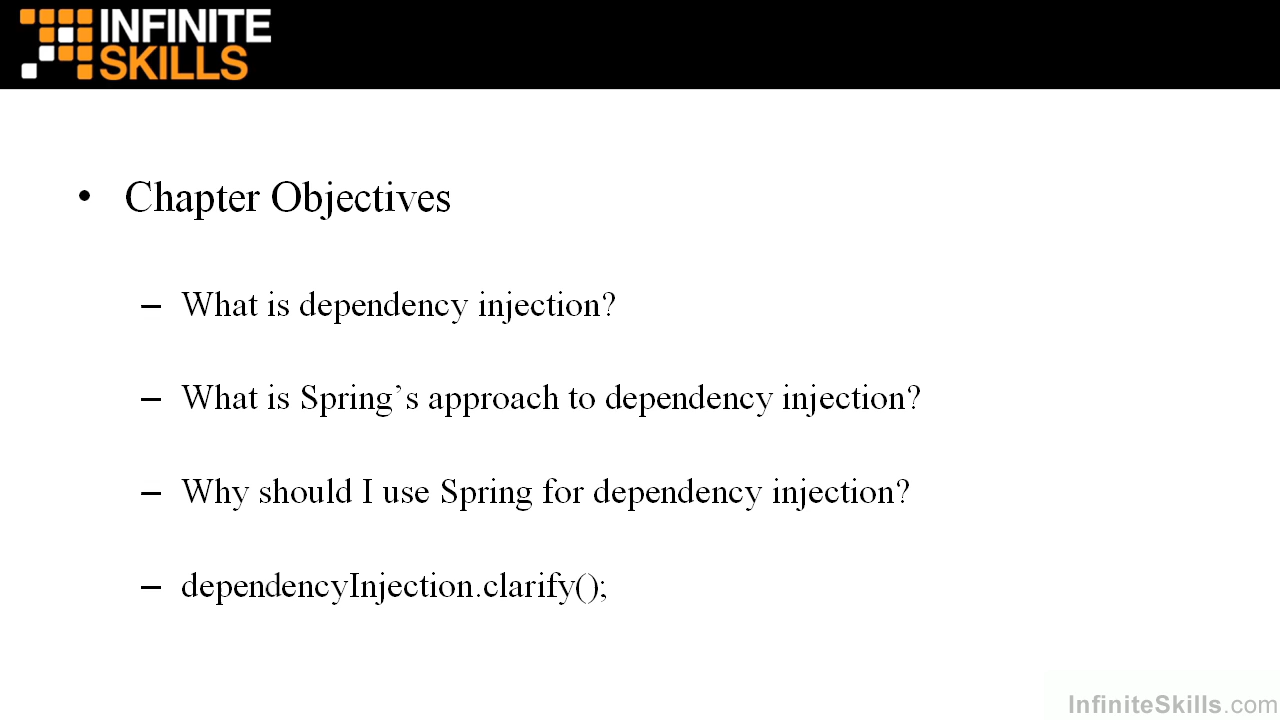 INFINITE
SKILLS
• Chapter Objectives
– What is dependency injection?
– What is Spring’s approach to dependency injection?
– Why should I use Spring for dependency injection?
– dependencyInjection.clarify();
InfiniteSkills.com